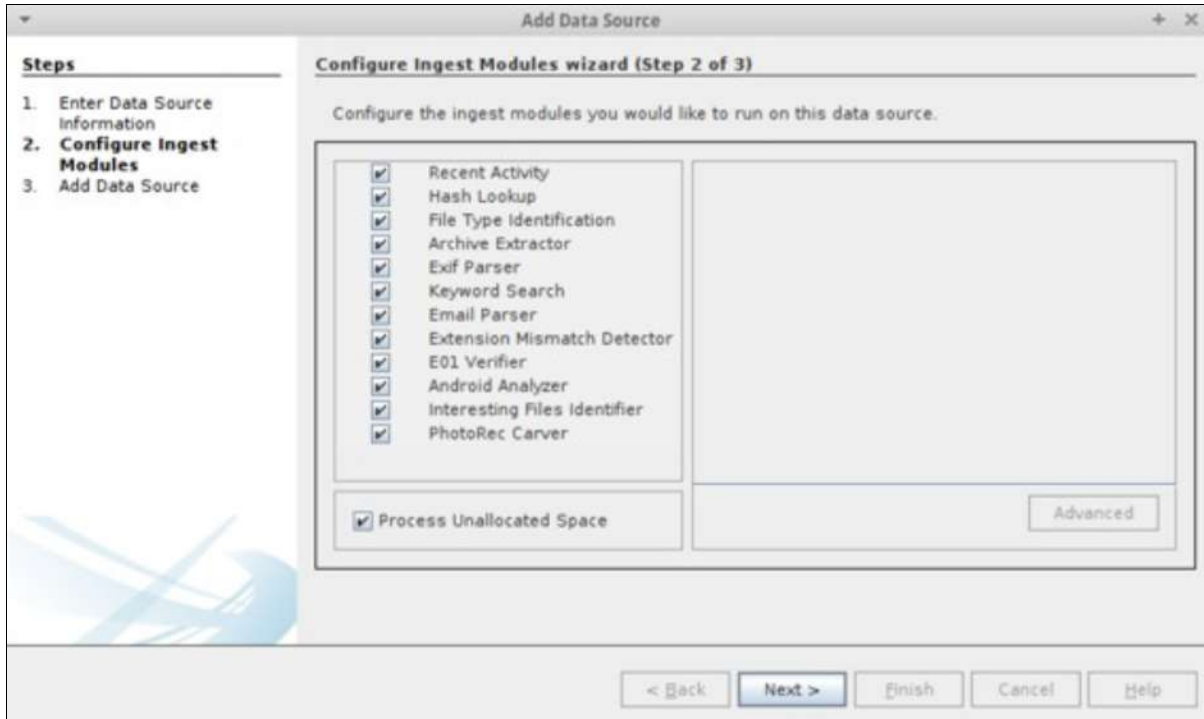 Add Data Source
Steps
1. Enter Data Source
Information
2. Configure Ingest
Modules
3. Add Data Source
Configure Ingest Modules wizard (Step 2 of 3)
Configure the ingest modules you would like to run on this data source.
Recent Activity
Hash Lookup
File Type Identification
Archive Extractor
Exif Parser
Keyword Search
Email Parser
Extension Mismatch Detector
E01 Verifier
Android Analyzer
Interesting Files Identifier
PhotoRec Carver
Process Unallocated Space
Advanced
< Back
Next >
Finish
Cancel
Help